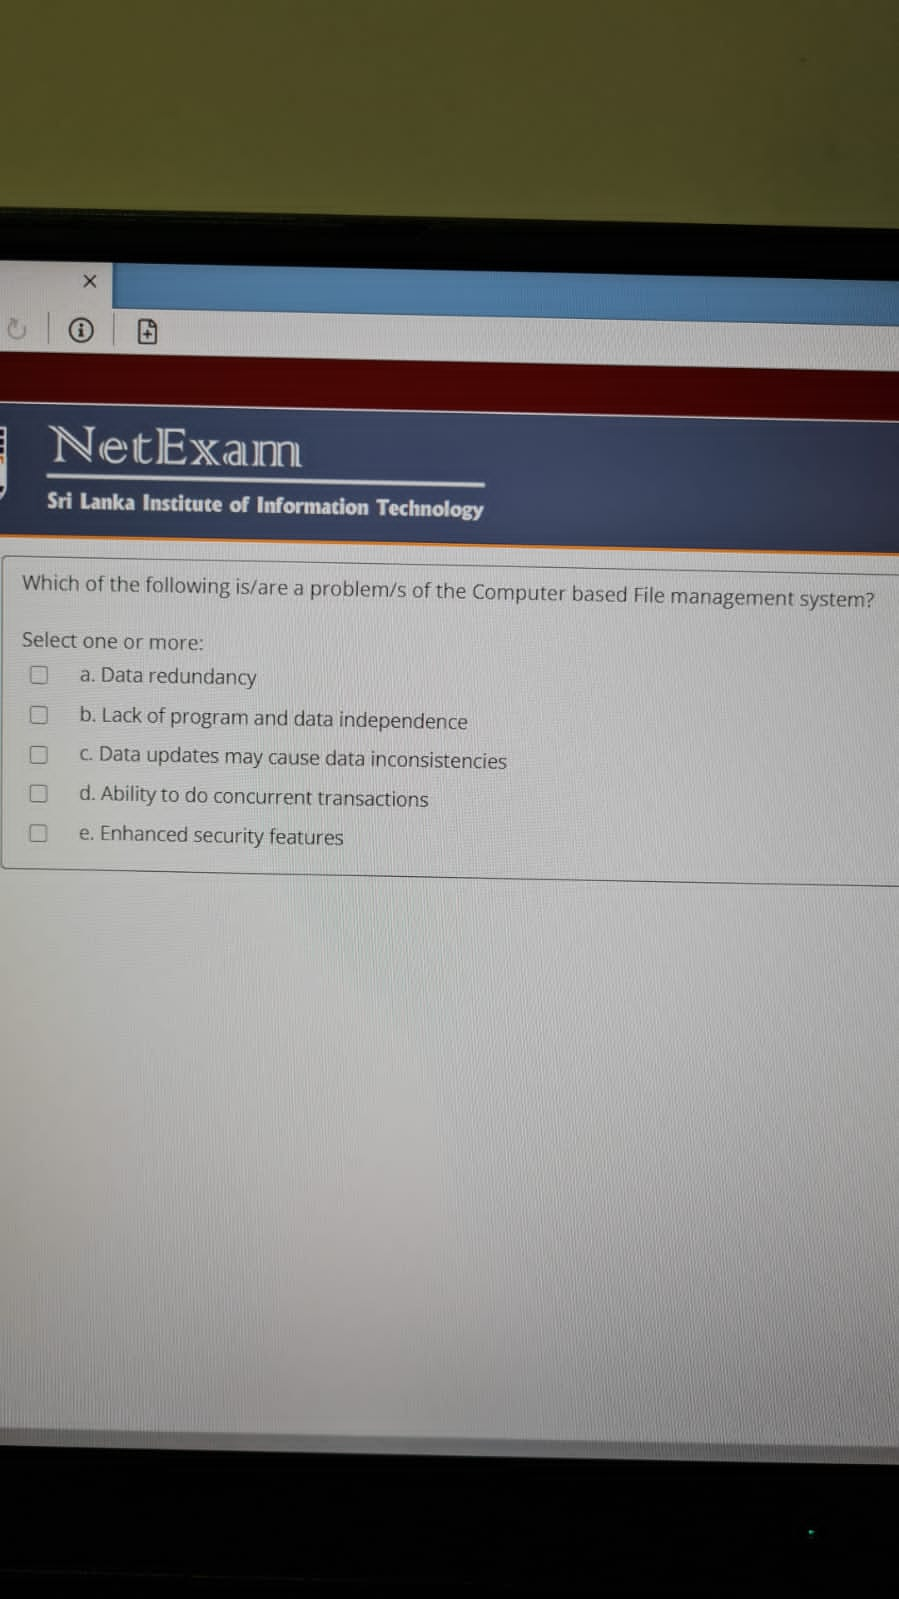 NetExam
Sri Lanka Institute of Information Technology
Which of the following is/are a problem/s of the Computer based File management system?
Select one or more:
a. Data redundancy
b. Lack of program and data independence
c. Data updates may cause data inconsistencies
d. Ability to do concurrent transactions
e. Enhanced security features